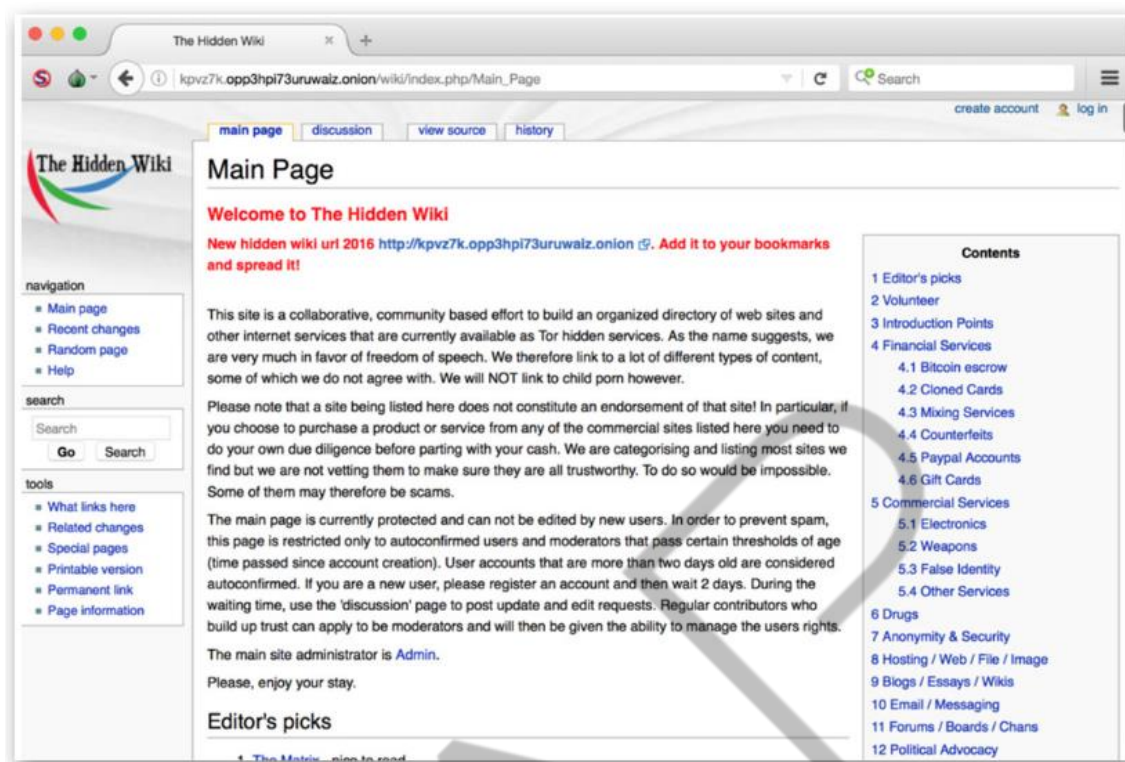 The Hidden Wiki
kpvz7k.opp3hpi73uruwaiz.onion/wiki/index.php/Main_Page
Search
create account
log in
main page
discussion
view source
history
The Hidden Wiki
Main Page
Welcome to The Hidden Wiki
New hidden wiki url 2016 http://kpvz7k.opp3hpi73uruwaiz.onion . Add it to your bookmarks
and spread it!
navigation
Main page
Recent changes
Random page
Help
search
Search
Go
Search
tools
What links here
Related changes
Special pages
Printable version
Permanent link
Page information
This site is a collaborative, community based effort to build an organized directory of web sites and
other internet services that are currently available as Tor hidden services. As the name suggests, we
are very much in favor of freedom of speech. We therefore link to a lot of different types of content,
some of which we do not agree with. We will NOT link to child porn however.
Please note that a site being listed here does not constitute an endorsement of that site! In particular, if
you choose to purchase a product or service from any of the commercial sites listed here you need to
do your own due diligence before parting with your cash. We are categorising and listing most sites we
find but we are not vetting them to make sure they are all trustworthy. To do so would be impossible.
Some of them may therefore be scams.
The main page is currently protected and can not be edited by new users. In order to prevent spam,
this page is restricted only to autoconfirmed users and moderators that pass certain thresholds of age
(time passed since account creation). User accounts that are more than two days old are considered
autoconfirmed. If you are a new user, please register an account and then wait 2 days. During the
waiting time, use the 'discussion' page to post update and edit requests. Regular contributors who
build up trust can apply to be moderators and will then be given the ability to manage the users rights.
The main site administrator is Admin.
Please, enjoy your stay.
Editor's picks
1. The Matrix - nice to read
Contents
1 Editor's picks
2 Volunteer
3 Introduction Points
4 Financial Services
4.1 Bitcoin escrow
4.2 Cloned Cards
4.3 Mixing Services
4.4 Counterfeits
4.5 Paypal Accounts
4.6 Gift Cards
5 Commercial Services
5.1 Electronics
5.2 Weapons
5.3 False Identity
5.4 Other Services
6 Drugs
7 Anonymity & Security
8 Hosting / Web / File / Image
9 Blogs / Essays / Wikis
10 Email / Messaging
11 Forums / Boards / Chans
12 Political Advocacy